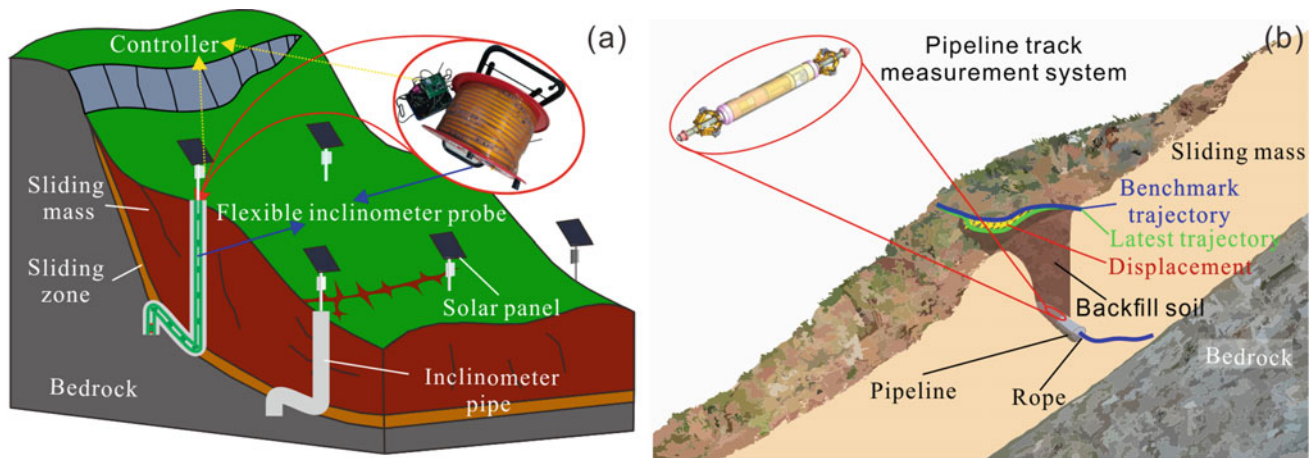 (a)
Controller
Sliding
mass
Flexible inclinometer probe
Sliding
zone
Solar panel
Bedrock
Inclinometer
pipe
(b)
Pipeline track
measurement system
Sliding mass
Benchmark
trajectory
Latest trajectory
Displacement
Backfill soil
Bedrock
Pipeline
Rope